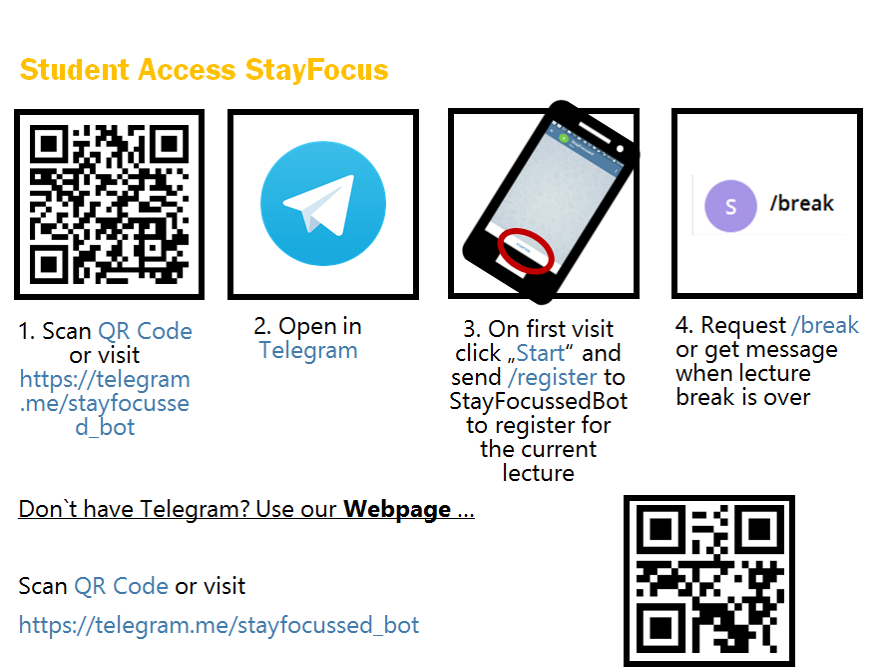 Student Access StayFocus
S /break
1. Scan QR Code
or visit
https://telegram
.me/stayfocusse
d_bot
2. Open in
Telegram
3. On first visit
click „Start“ and
send /register to
StayFocussedBot
to register for
the current
lecture
4. Request /break
or get message
when lecture
break is over
Don`t have Telegram? Use our Webpage ...
Scan QR Code or visit
https://telegram.me/stayfocussed_bot